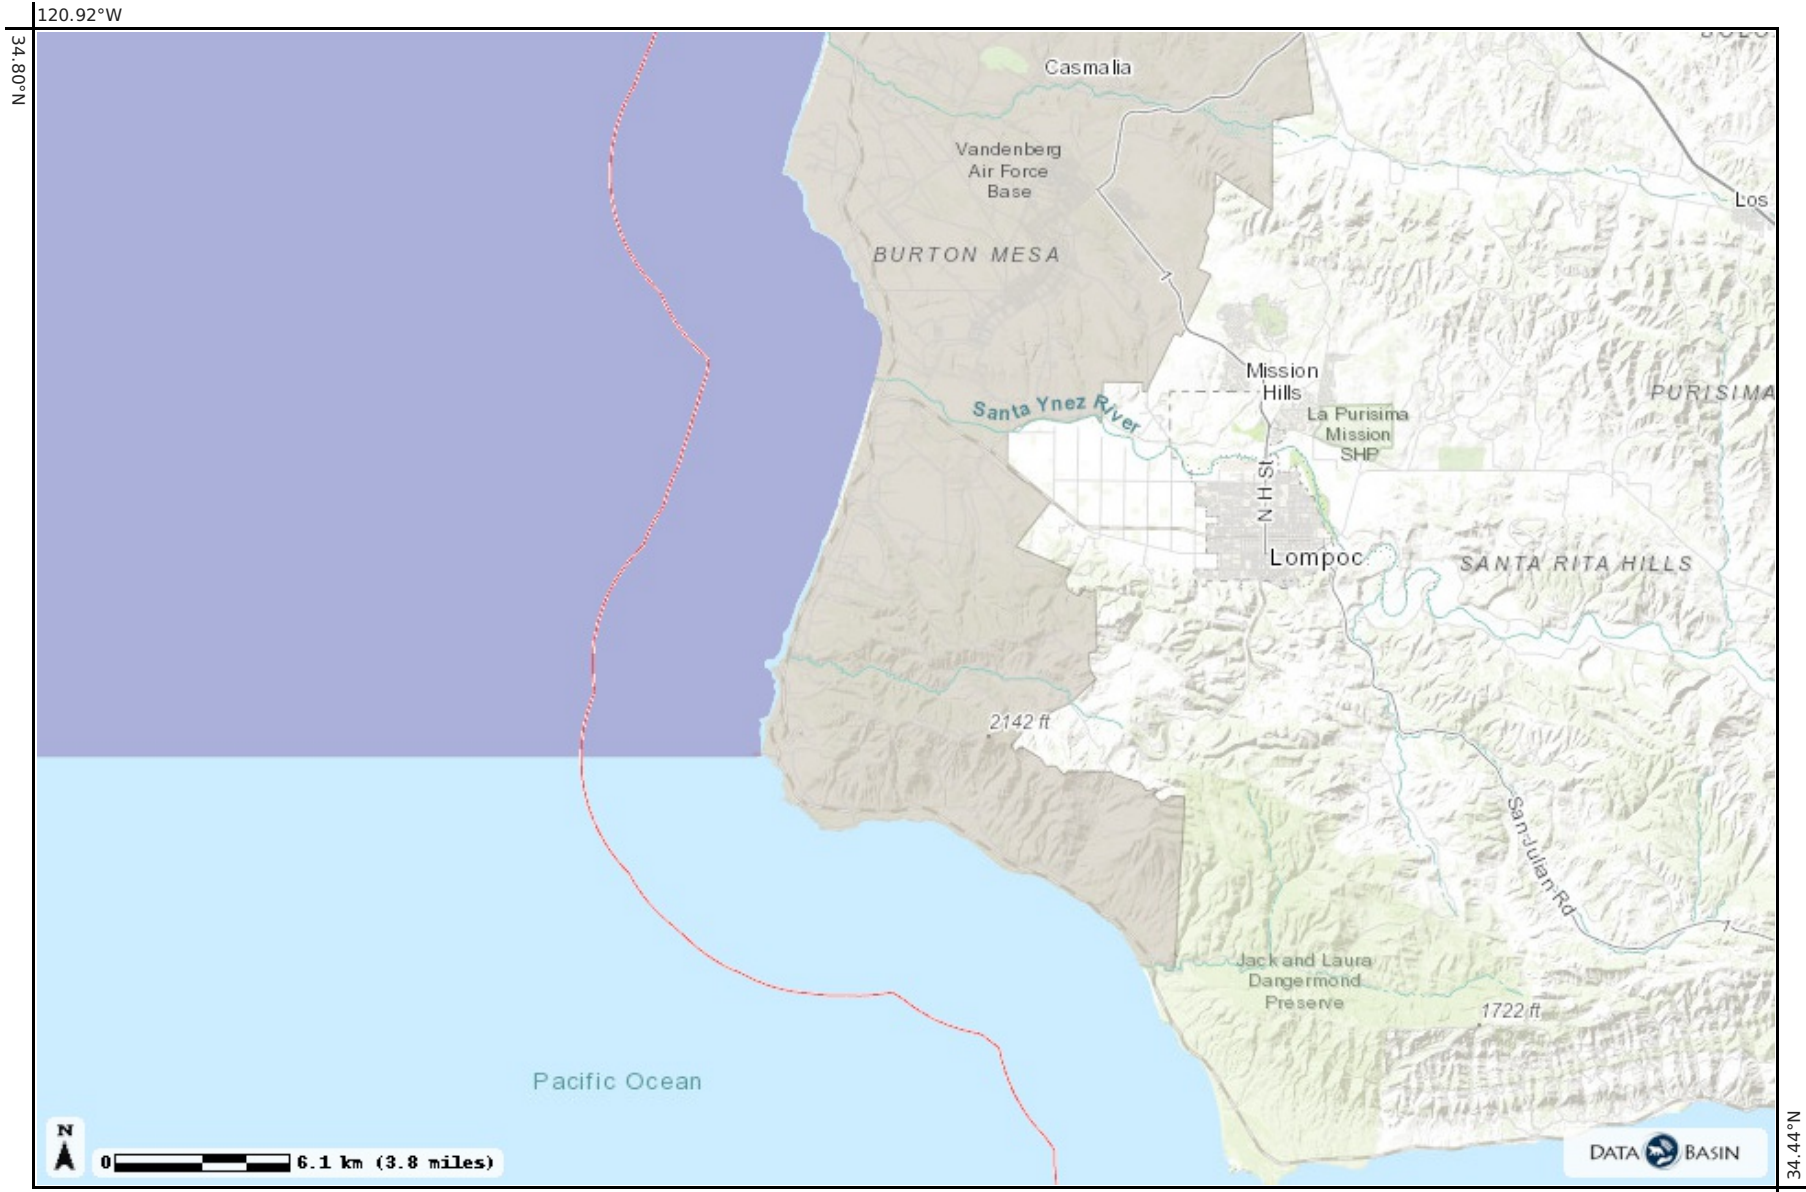 120.92°W
34.80°N
Casmalia
Vandenberg
Air Force
Base
Los
BURTON MESA
1
Mission
Hills
PURISIMA
Santa Ynez River
La Purisima
Mission
SHP
N H St
Lompoc
SANTA RITA HILLS
2142 ft
San Julian Rd
1
Jack and Laura
Dangermond
Preserve
1722 ft
Pacific Ocean
N
0 6.1 km (3.8 miles)
DATA BASIN
34.44°N